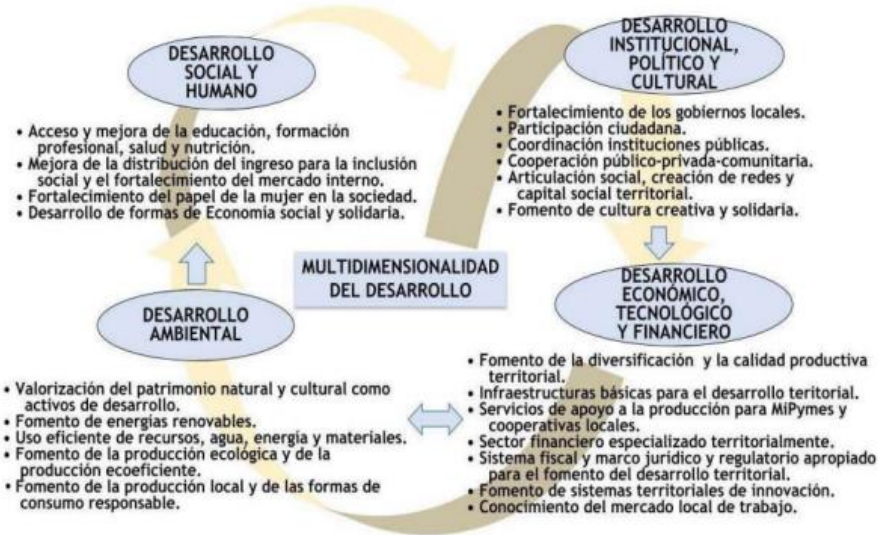 DESARROLLO
SOCIAL Y
HUMANO
• Acceso y mejora de la educación, formación
profesional, salud y nutrición.
• Mejora de la distribución del ingreso para la inclusión
social y el fortalecimiento del mercado interno.
• Fortalecimiento del papel de la mujer en la sociedad.
• Desarrollo de formas de Economía social y solidaria.
DESARROLLO
INSTITUCIONAL,
POLÍTICO Y
CULTURAL
• Fortalecimiento de los gobiernos locales.
• Participación ciudadana.
• Coordinación instituciones públicas.
• Cooperación público-privada-comunitaria.
• Articulación social, creación de redes y
capital social territorial.
• Fomento de cultura creativa y solidaria.
MULTIDIMENSIONALIDAD
DEL DESARROLLO
DESARROLLO
AMBIENTAL
• Valorización del patrimonio natural y cultural como
activos de desarrollo.
• Fomento de energías renovables.
• Uso eficiente de recursos, agua, energía y materiales.
• Fomento de la producción ecológica y de la
producción ecoeficiente.
• Fomento de la producción local y de las formas de
consumo responsable.
DESARROLLO
ECONÓMICO,
TECNOLÓGICO
Y FINANCIERO
• Fomento de la diversificación y la calidad productiva
territorial.
• Infraestructuras básicas para el desarrollo teritorial.
• Servicios de apoyo a la producción para MiPymes y
cooperativas locales.
• Sector financiero especializado territorialmente.
• Sistema fiscal y marco jurídico y regulatorio apropiado
para el fomento del desarrollo territorial.
• Fomento de sistemas territoriales de innovación.
• Conocimiento del mercado local de trabajo.